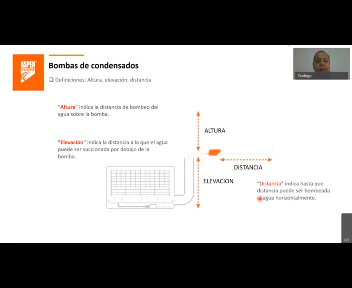 ASPEN
Bombas de condensados
❑ Definiciones: Altura, elevación, distancia
"Altura" indica la distancia de bombeo del
agua sobre la bomba.
"Elevación" indica la distancia a la que el agua
puede ser succionada por debajo de la
bomba.
ALTURA
DISTANCIA
ELEVACION
"Distancia" indica hasta que
distancia puede ser bombeada
el agua horizontalmente.
Rodrigo